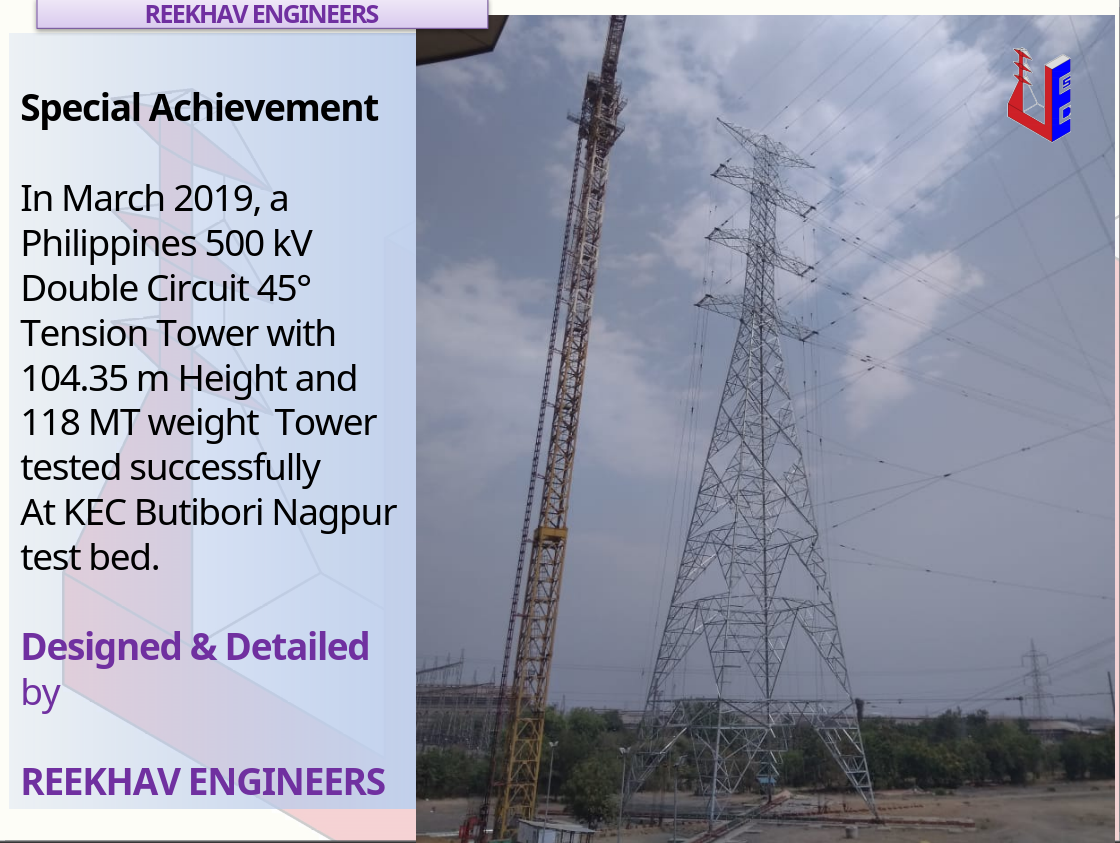 REEKHAV ENGINEERS
Special Achievement
In March 2019, a
Philippines 500 kV
Double Circuit 45°
Tension Tower with
104.35 m Height and
118 MT weight  Tower
tested successfully
At KEC Butibori Nagpur
test bed.
Designed & Detailed
by
REEKHAV ENGINEERS